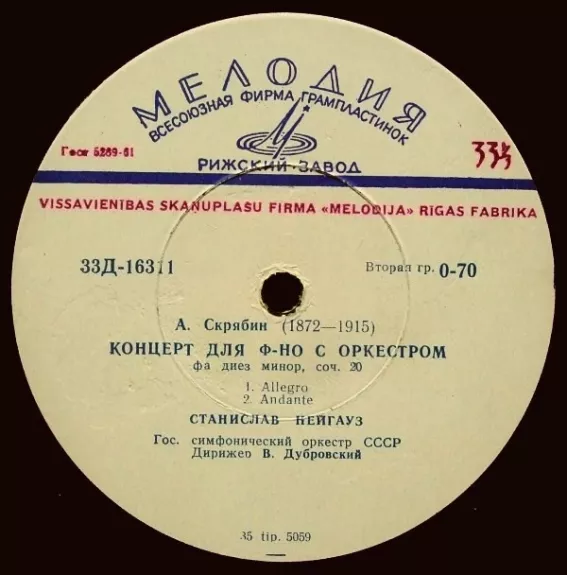 МЕЛОДИЯ
ВСЕСОЮЗНАЯ ФИРМА ГРАМПЛАСТИНОК
Гост 5289-61
РИЖСКИЙ ЗАВОД
33⅓
VISSAVIENĪBAS SKAŅUPLAŠU FIRMA «MELODIJA» RĪGAS FABRIKA
33Д-16311
Вторая гр. 0-70
А. Скрябин (1872—1915)
КОНЦЕРТ ДЛЯ Ф-НО С ОРКЕСТРОМ
фа диез минор, соч. 20
1. Allegro
2. Andante
СТАНИСЛАВ НЕЙГАУЗ
Гос. симфонический оркестр СССР
Дирижер В. Дубровский
35 tip. 5059